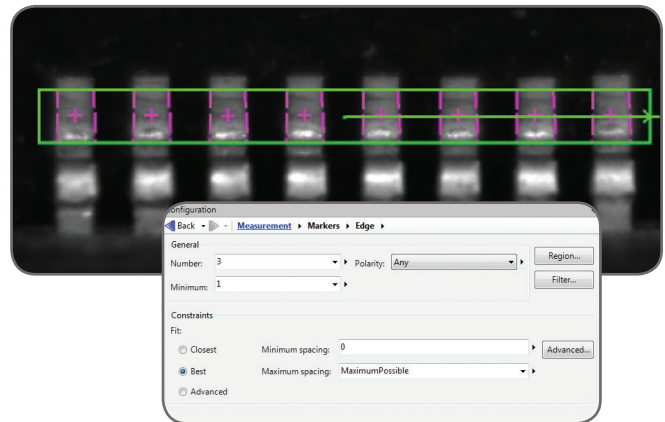 onfiguration
Back Measurement Markers Edge
General
Number: 3 Polarity: Any Region...
Minimum: 1 Filter...
Constraints
Fit:
Closest Minimum spacing: 0 Advanced...
Best Maximum spacing: MaximumPossible
Advanced